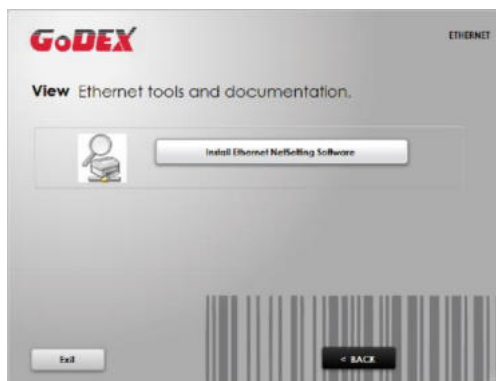 GoDEX
ETHERNET
View Ethernet tools and documentation.
Install Ethernet NetSetting Software
Exit
< BACK